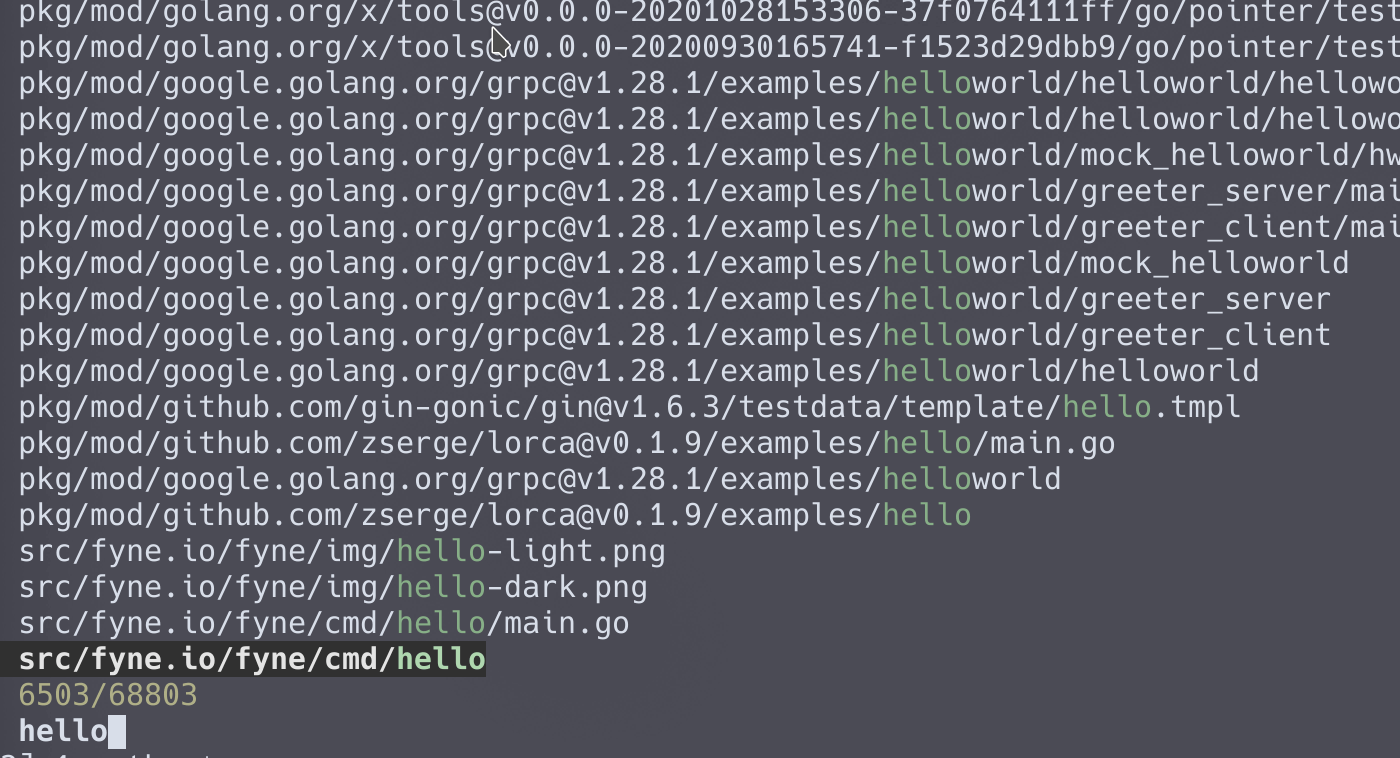 pkg/mod/golang.org/x/tools@v0.0.0-20201028153306-37f0764111ff/go/pointer/test
pkg/mod/golang.org/x/tools@v0.0.0-20200930165741-f1523d29dbb9/go/pointer/test
pkg/mod/google.golang.org/grpc@v1.28.1/examples/helloworld/helloworld/hellowo
pkg/mod/google.golang.org/grpc@v1.28.1/examples/helloworld/helloworld/hellowo
pkg/mod/google.golang.org/grpc@v1.28.1/examples/helloworld/mock_helloworld/hw
pkg/mod/google.golang.org/grpc@v1.28.1/examples/helloworld/greeter_server/mai
pkg/mod/google.golang.org/grpc@v1.28.1/examples/helloworld/greeter_client/mai
pkg/mod/google.golang.org/grpc@v1.28.1/examples/helloworld/mock_helloworld
pkg/mod/google.golang.org/grpc@v1.28.1/examples/helloworld/greeter_server
pkg/mod/google.golang.org/grpc@v1.28.1/examples/helloworld/greeter_client
pkg/mod/google.golang.org/grpc@v1.28.1/examples/helloworld/helloworld
pkg/mod/github.com/gin-gonic/gin@v1.6.3/testdata/template/hello.tmpl
pkg/mod/github.com/zserge/lorca@v0.1.9/examples/hello/main.go
pkg/mod/google.golang.org/grpc@v1.28.1/examples/helloworld
pkg/mod/github.com/zserge/lorca@v0.1.9/examples/hello
src/fyne.io/fyne/img/hello-light.png
src/fyne.io/fyne/img/hello-dark.png
src/fyne.io/fyne/cmd/hello/main.go
src/fyne.io/fyne/cmd/hello
6503/68803
hello